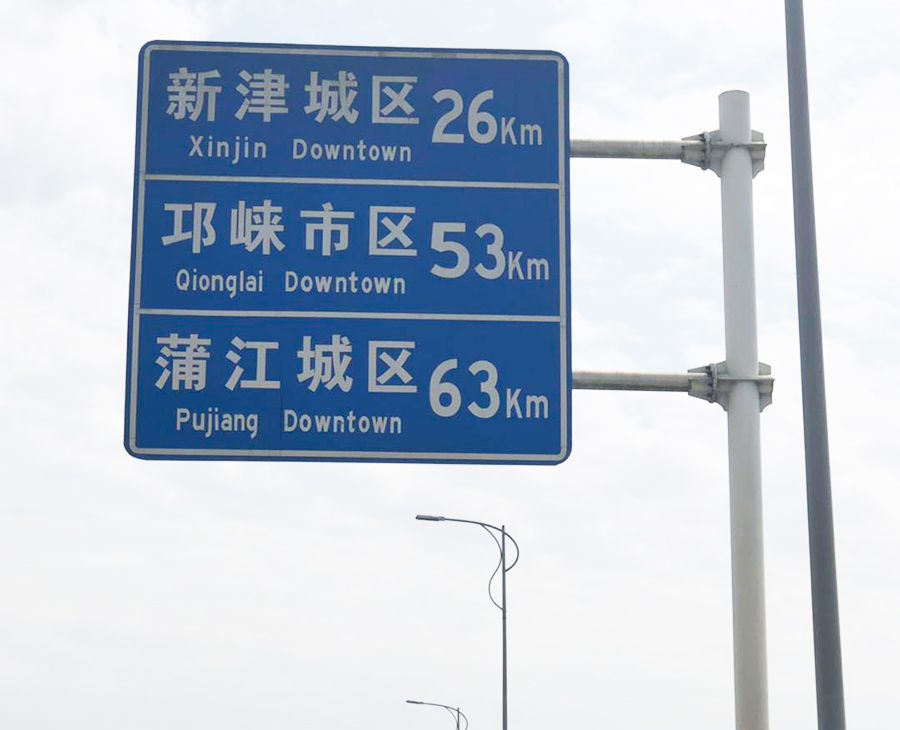 新津城区 26Km
Xinjin Downtown
邛崃市区 53Km
Qionglai Downtown
蒲江城区 63Km
Pujiang Downtown